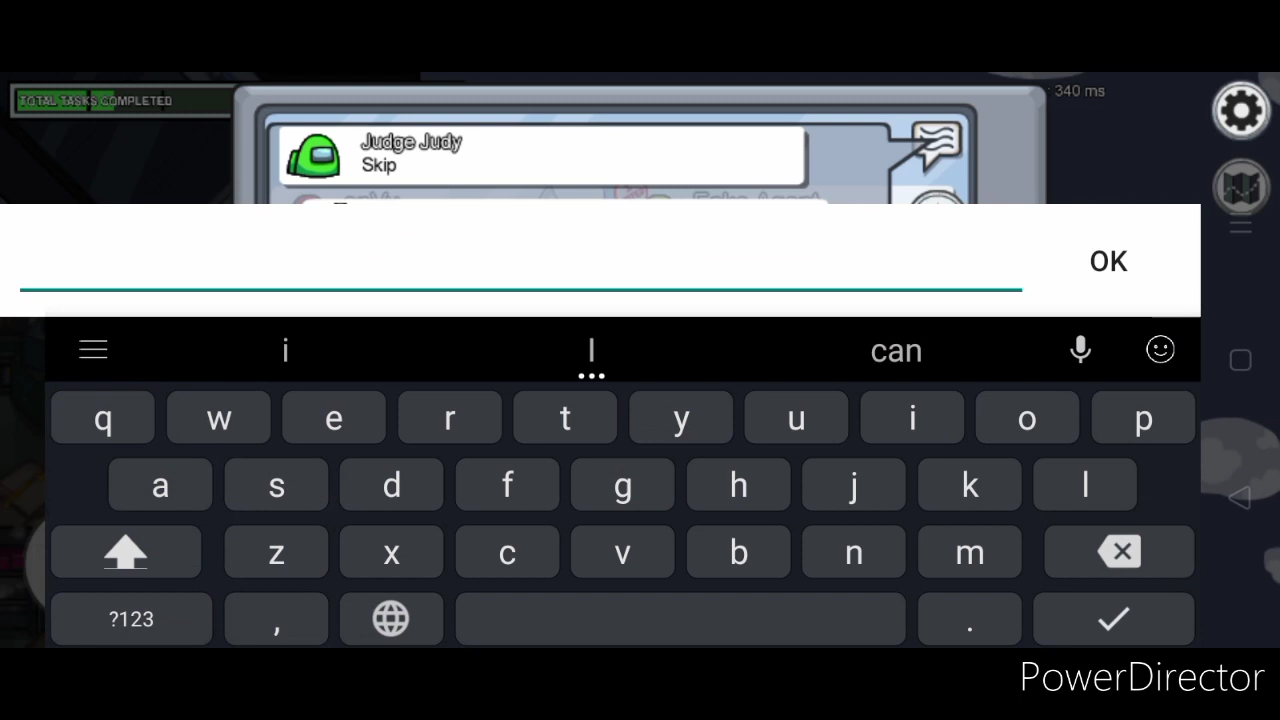 TOTAL TASKS COMPLETED
340 ms
Judge Judy
Skip
OK
i I can
q w e r t y u i o p
a s d f g h j k l
z x c v b n m
?123 , .
PowerDirector